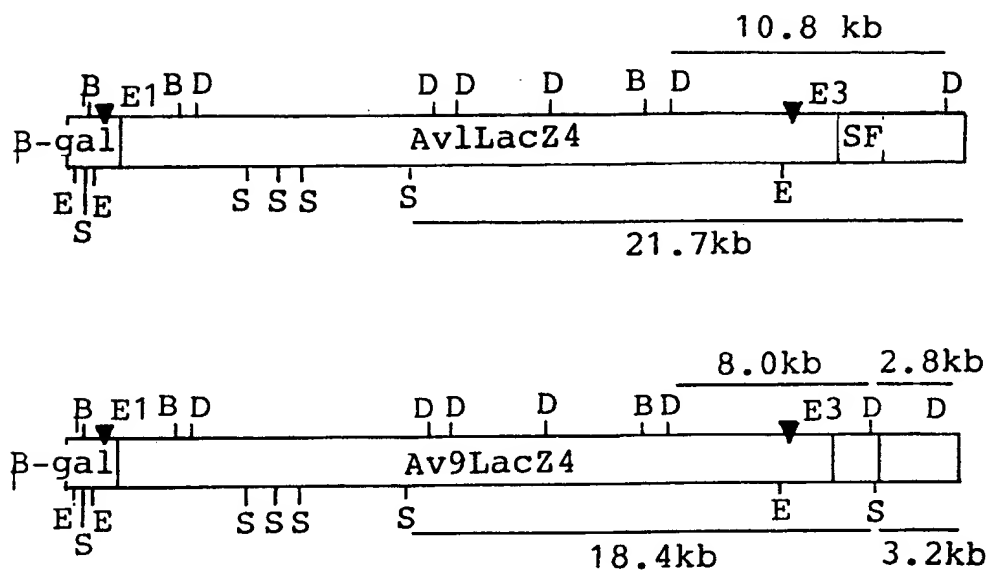 10.8 kb
B E1 B D D D D B D E3 D
β-gal Av1LacZ4 SF
E S E S S S S E
21.7kb
8.0kb 2.8kb
B E1 B D D D D B D E3 D D
β-gal Av9LacZ4
E S E S S S S E S
18.4kb 3.2kb